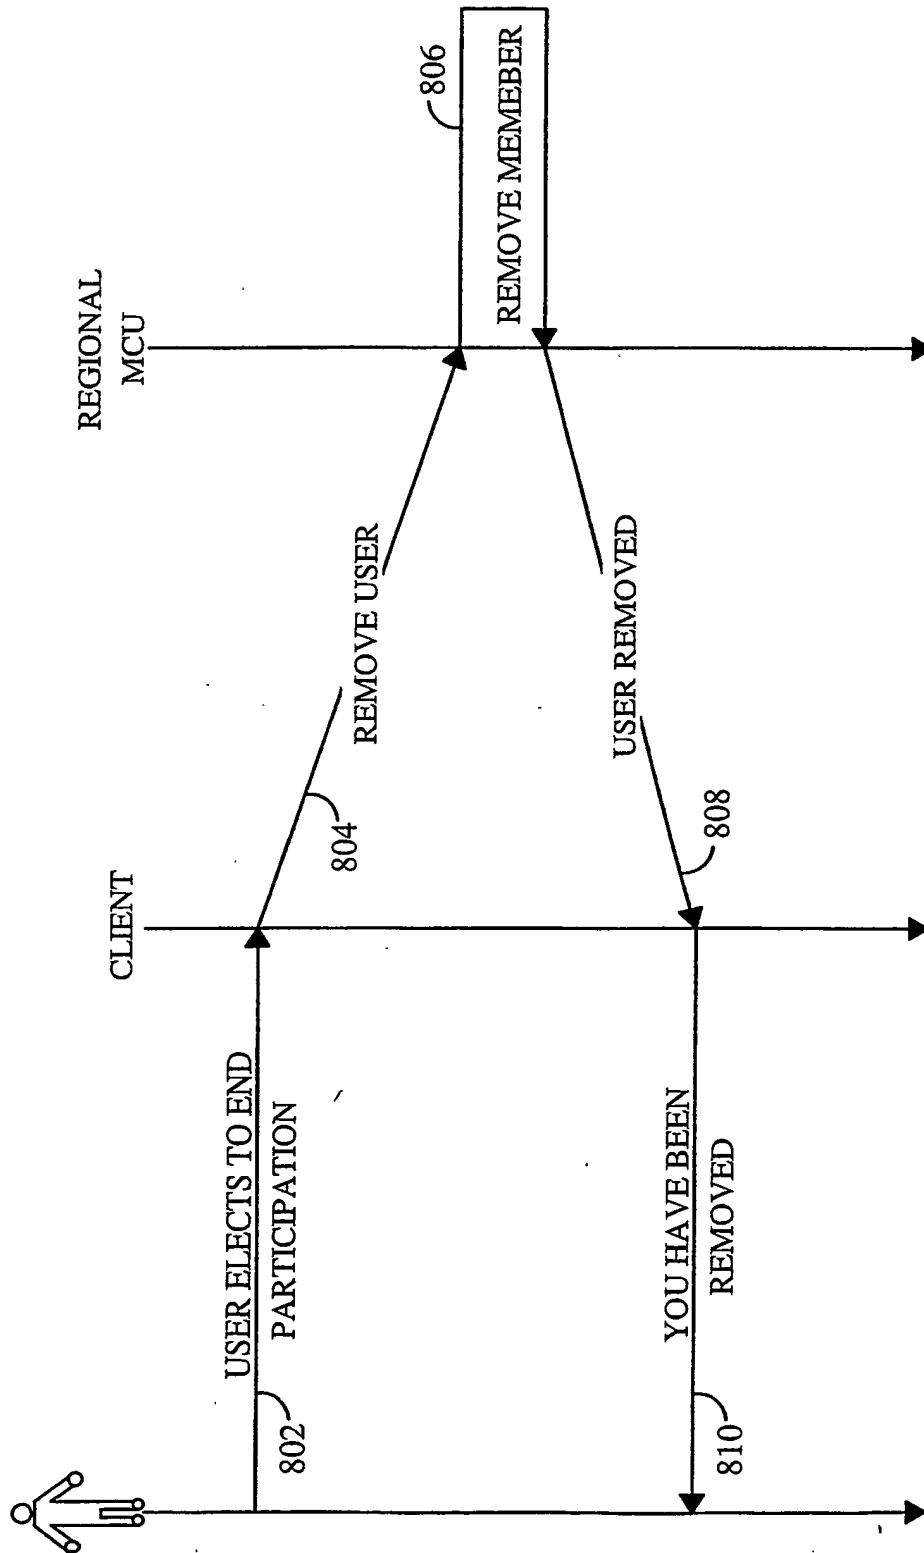 CLIENT
REGIONAL
MCU
USER ELECTS TO END
PARTICIPATION
802
804
REMOVE USER
806
REMOVE MEMEBER
USER REMOVED
808
YOU HAVE BEEN
REMOVED
810